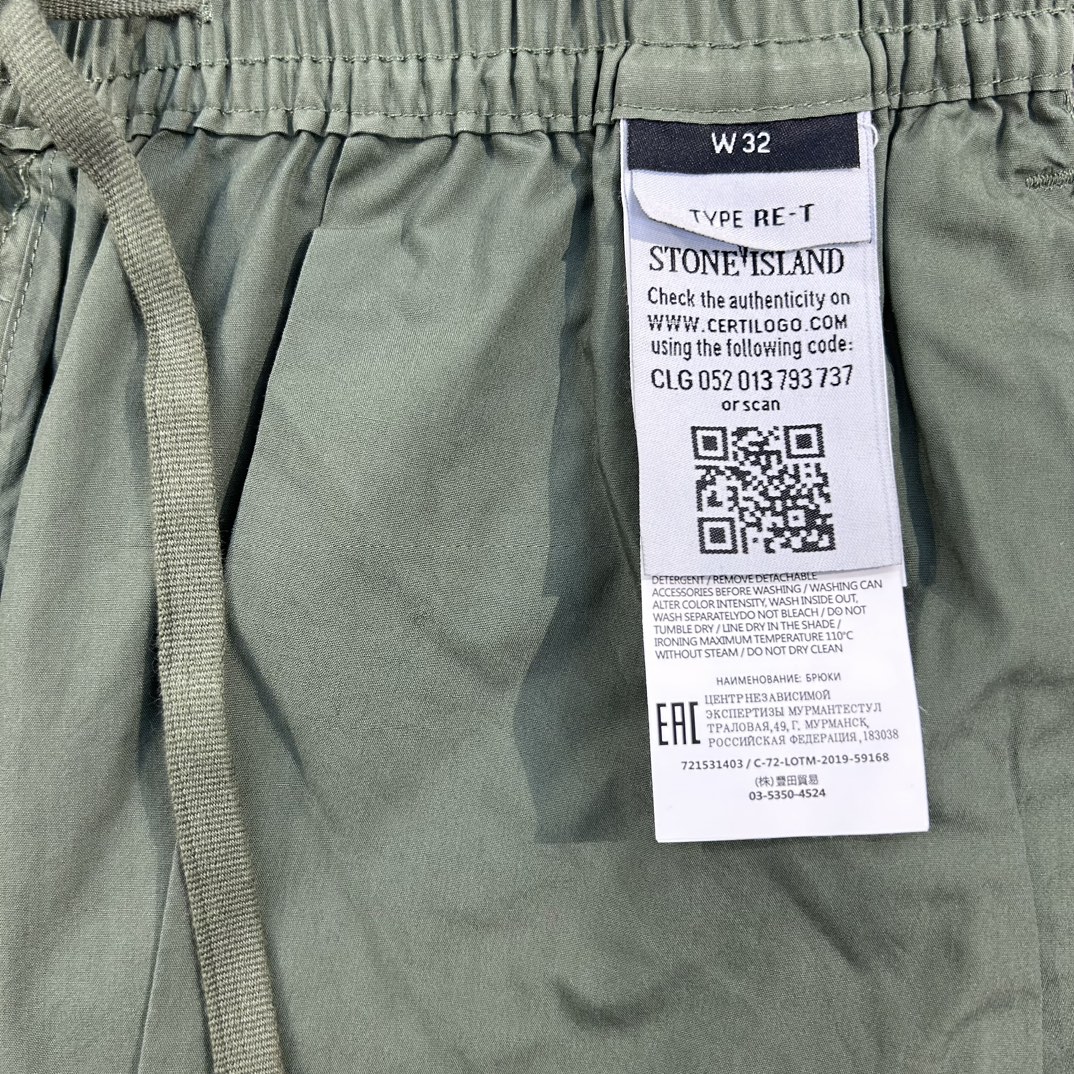 W 32
TYPE RE-T
STONE ISLAND
Check the authenticity on
WWW.CERTILOGO.COM
using the following code:
CLG 052 013 793 737
or scan
DETERGENT / REMOVE DETACHABLE
ACCESSORIES BEFORE WASHING / WASHING CAN
ALTER COLOR INTENSITY, WASH INSIDE OUT,
WASH SEPARATELYDO NOT BLEACH / DO NOT
TUMBLE DRY / LINE DRY IN THE SHADE /
IRONING MAXIMUM TEMPERATURE 110°C
WITHOUT STEAM / DO NOT DRY CLEAN
НАИМЕНОВАНИЕ: БРЮКИ
EAC
ЦЕНТРНЕЗАВИСИМОЙ
ЭКСПЕРТИЗЫ МУРМАНТЕСТУЛ
ТРАЛОВАЯ,49, Г, МУРМАНСК,
РОССИЙСКАЯ ФЕДЕРАЦИЯ,183038
721531403 / C-72-LOTM-2019-59168
(株)豐田貿易
03-5350-4524